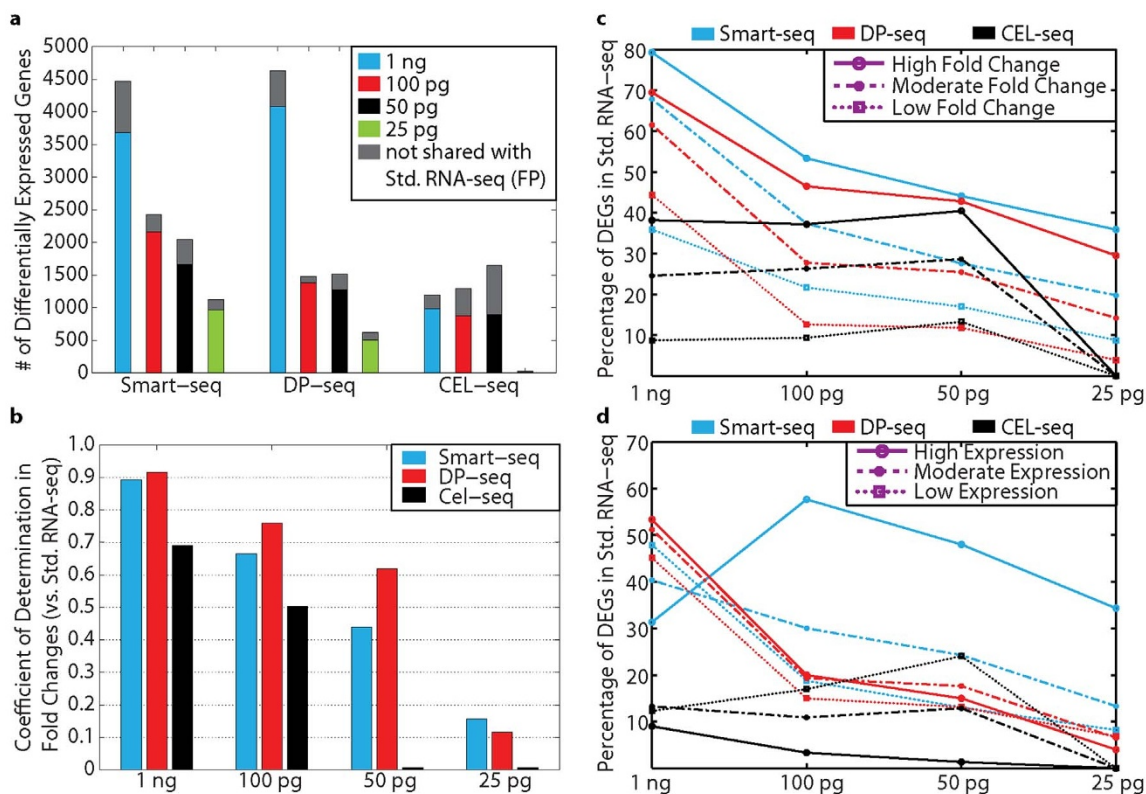 a
# of Differentially Expressed Genes
5000
4500
4000
3500
3000
2500
2000
1500
1000
500
0
1 ng
100 pg
50 pg
25 pg
not shared with
Std. RNA-seq (FP)
Smart–seq
DP–seq
CEL–seq
b
Coefficient of Determination in
Fold Changes (vs. Std. RNA-seq)
1.0
0.9
0.8
0.7
0.6
0.5
0.4
0.3
0.2
0.1
0
Smart–seq
DP–seq
Cel–seq
1 ng
100 pg
50 pg
25 pg
c
Smart-seq
DP-seq
CEL-seq
Percentage of DEGs in Std. RNA–seq
80
70
60
50
40
30
20
10
High Fold Change
Moderate Fold Change
Low Fold Change
1 ng
100 pg
50 pg
25 pg
d
Smart-seq
DP-seq
CEL-seq
Percentage of DEGs in Std. RNA–seq
70
60
50
40
30
20
10
High Expression
Moderate Expression
Low Expression
1 ng
100 pg
50 pg
25 pg